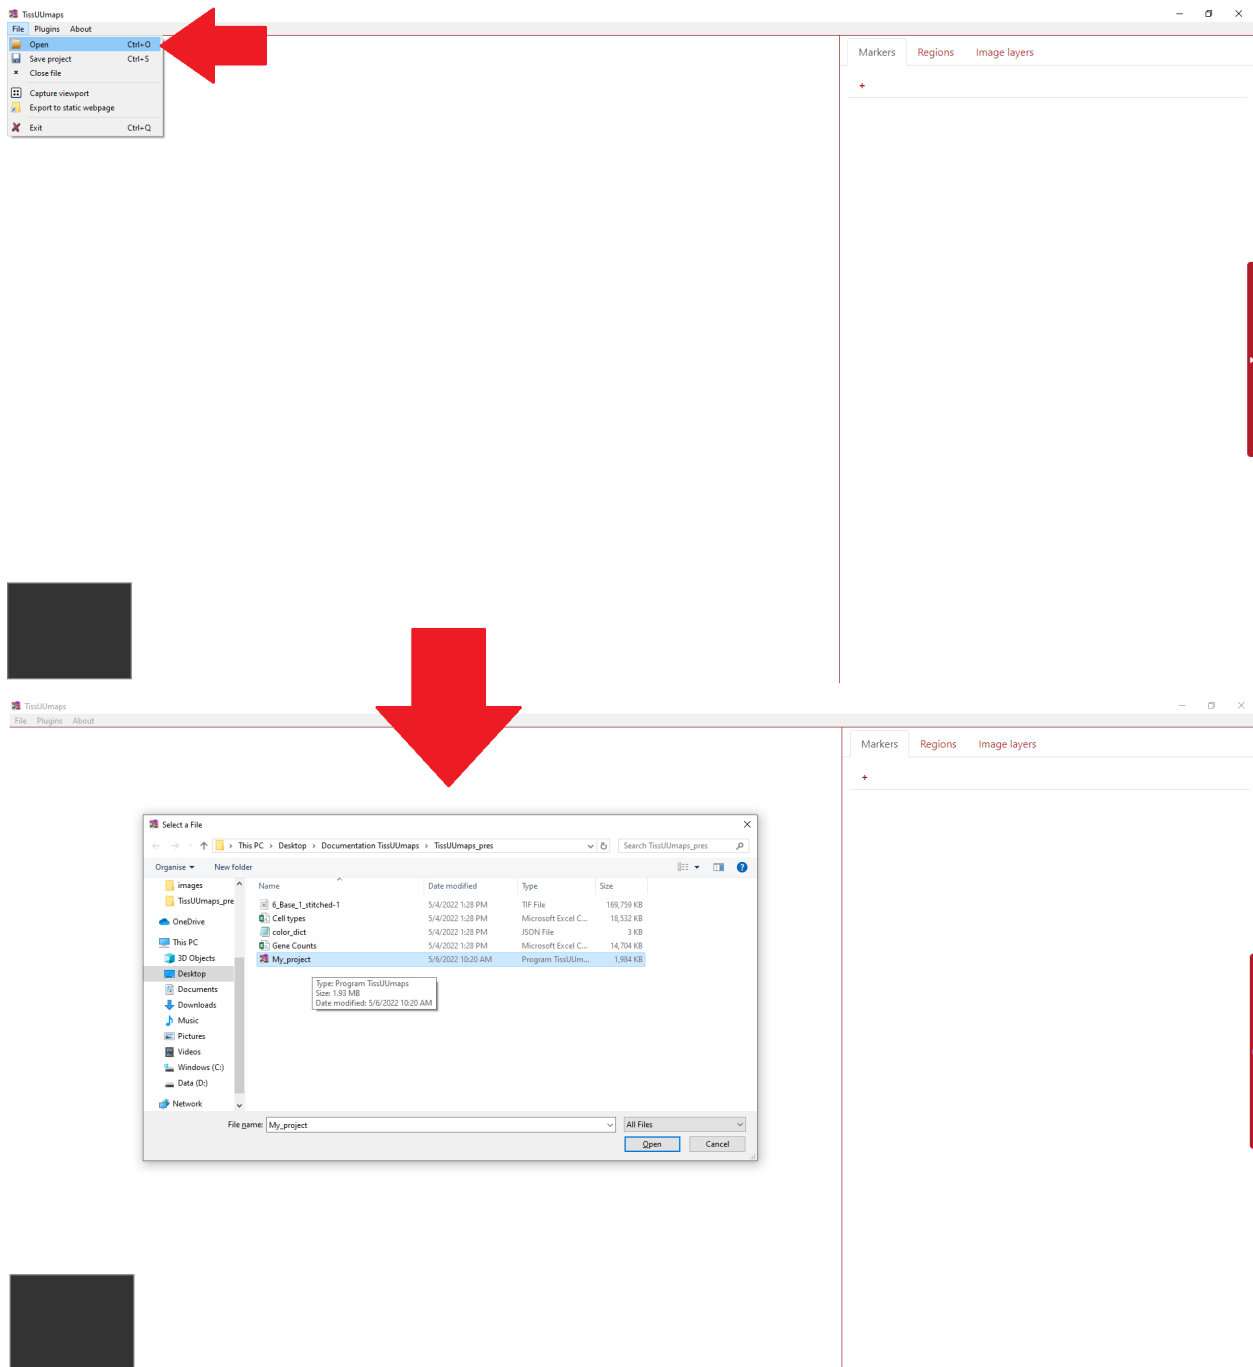 TissUUmaps
File Plugins About
Open Ctrl+O
Save project Ctrl+S
Close file
Capture viewport
Export to static webpage
Exit Ctrl+Q
Markers Regions Image layers
+
TissUUmaps
File Plugins About
Markers Regions Image layers
+
Select a File
This PC > Desktop > Documentation TissUUmaps > TissUUmaps_pres
Search TissUUmaps_pres
Organise New folder
images
TissUUmaps_pre
OneDrive
This PC
3D Objects
Desktop
Documents
Downloads
Music
Pictures
Videos
Windows (C:)
Data (D:)
Network
Name Date modified Type Size
6_Base_1_stitched-1 5/4/2022 1:28 PM TIF File 169,759 KB
Cell types 5/4/2022 1:28 PM Microsoft Excel C... 18,532 KB
color_dict 5/4/2022 1:28 PM JSON File 3 KB
Gene Counts 5/4/2022 1:28 PM Microsoft Excel C... 14,704 KB
My_project 5/6/2022 10:20 AM Program TissUUm... 1,984 KB
Type: Program TissUUmaps
Size: 1.93 MB
Date modified: 5/6/2022 10:20 AM
File name: My_project All Files
Open Cancel